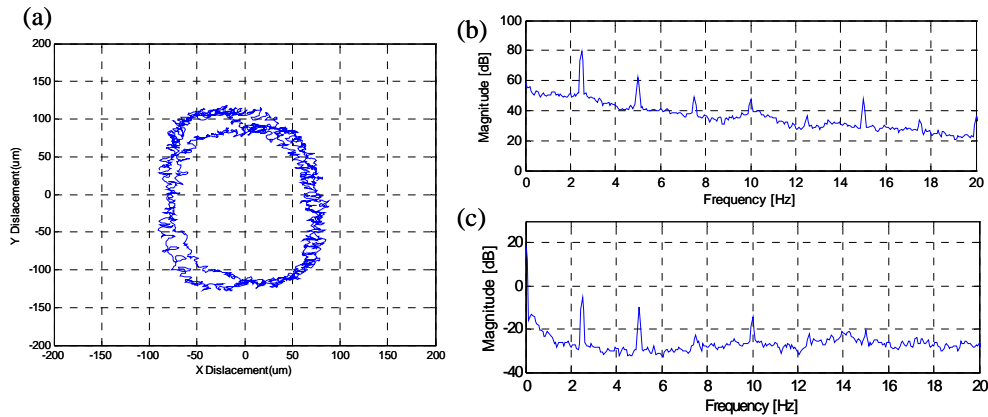 (a)
200
150
100
50
0
-50
-100
-150
-200
Y Dislacement(um)
-200 -150 -100 -50 0 50 100 150 200
X Dislacement(um)
(b)
100
80
60
40
20
0
Magnitude [dB]
0 2 4 6 8 10 12 14 16 18 20
Frequency [Hz]
(c)
20
0
-20
-40
Magnitude [dB]
0 2 4 6 8 10 12 14 16 18 20
Frequency [Hz]